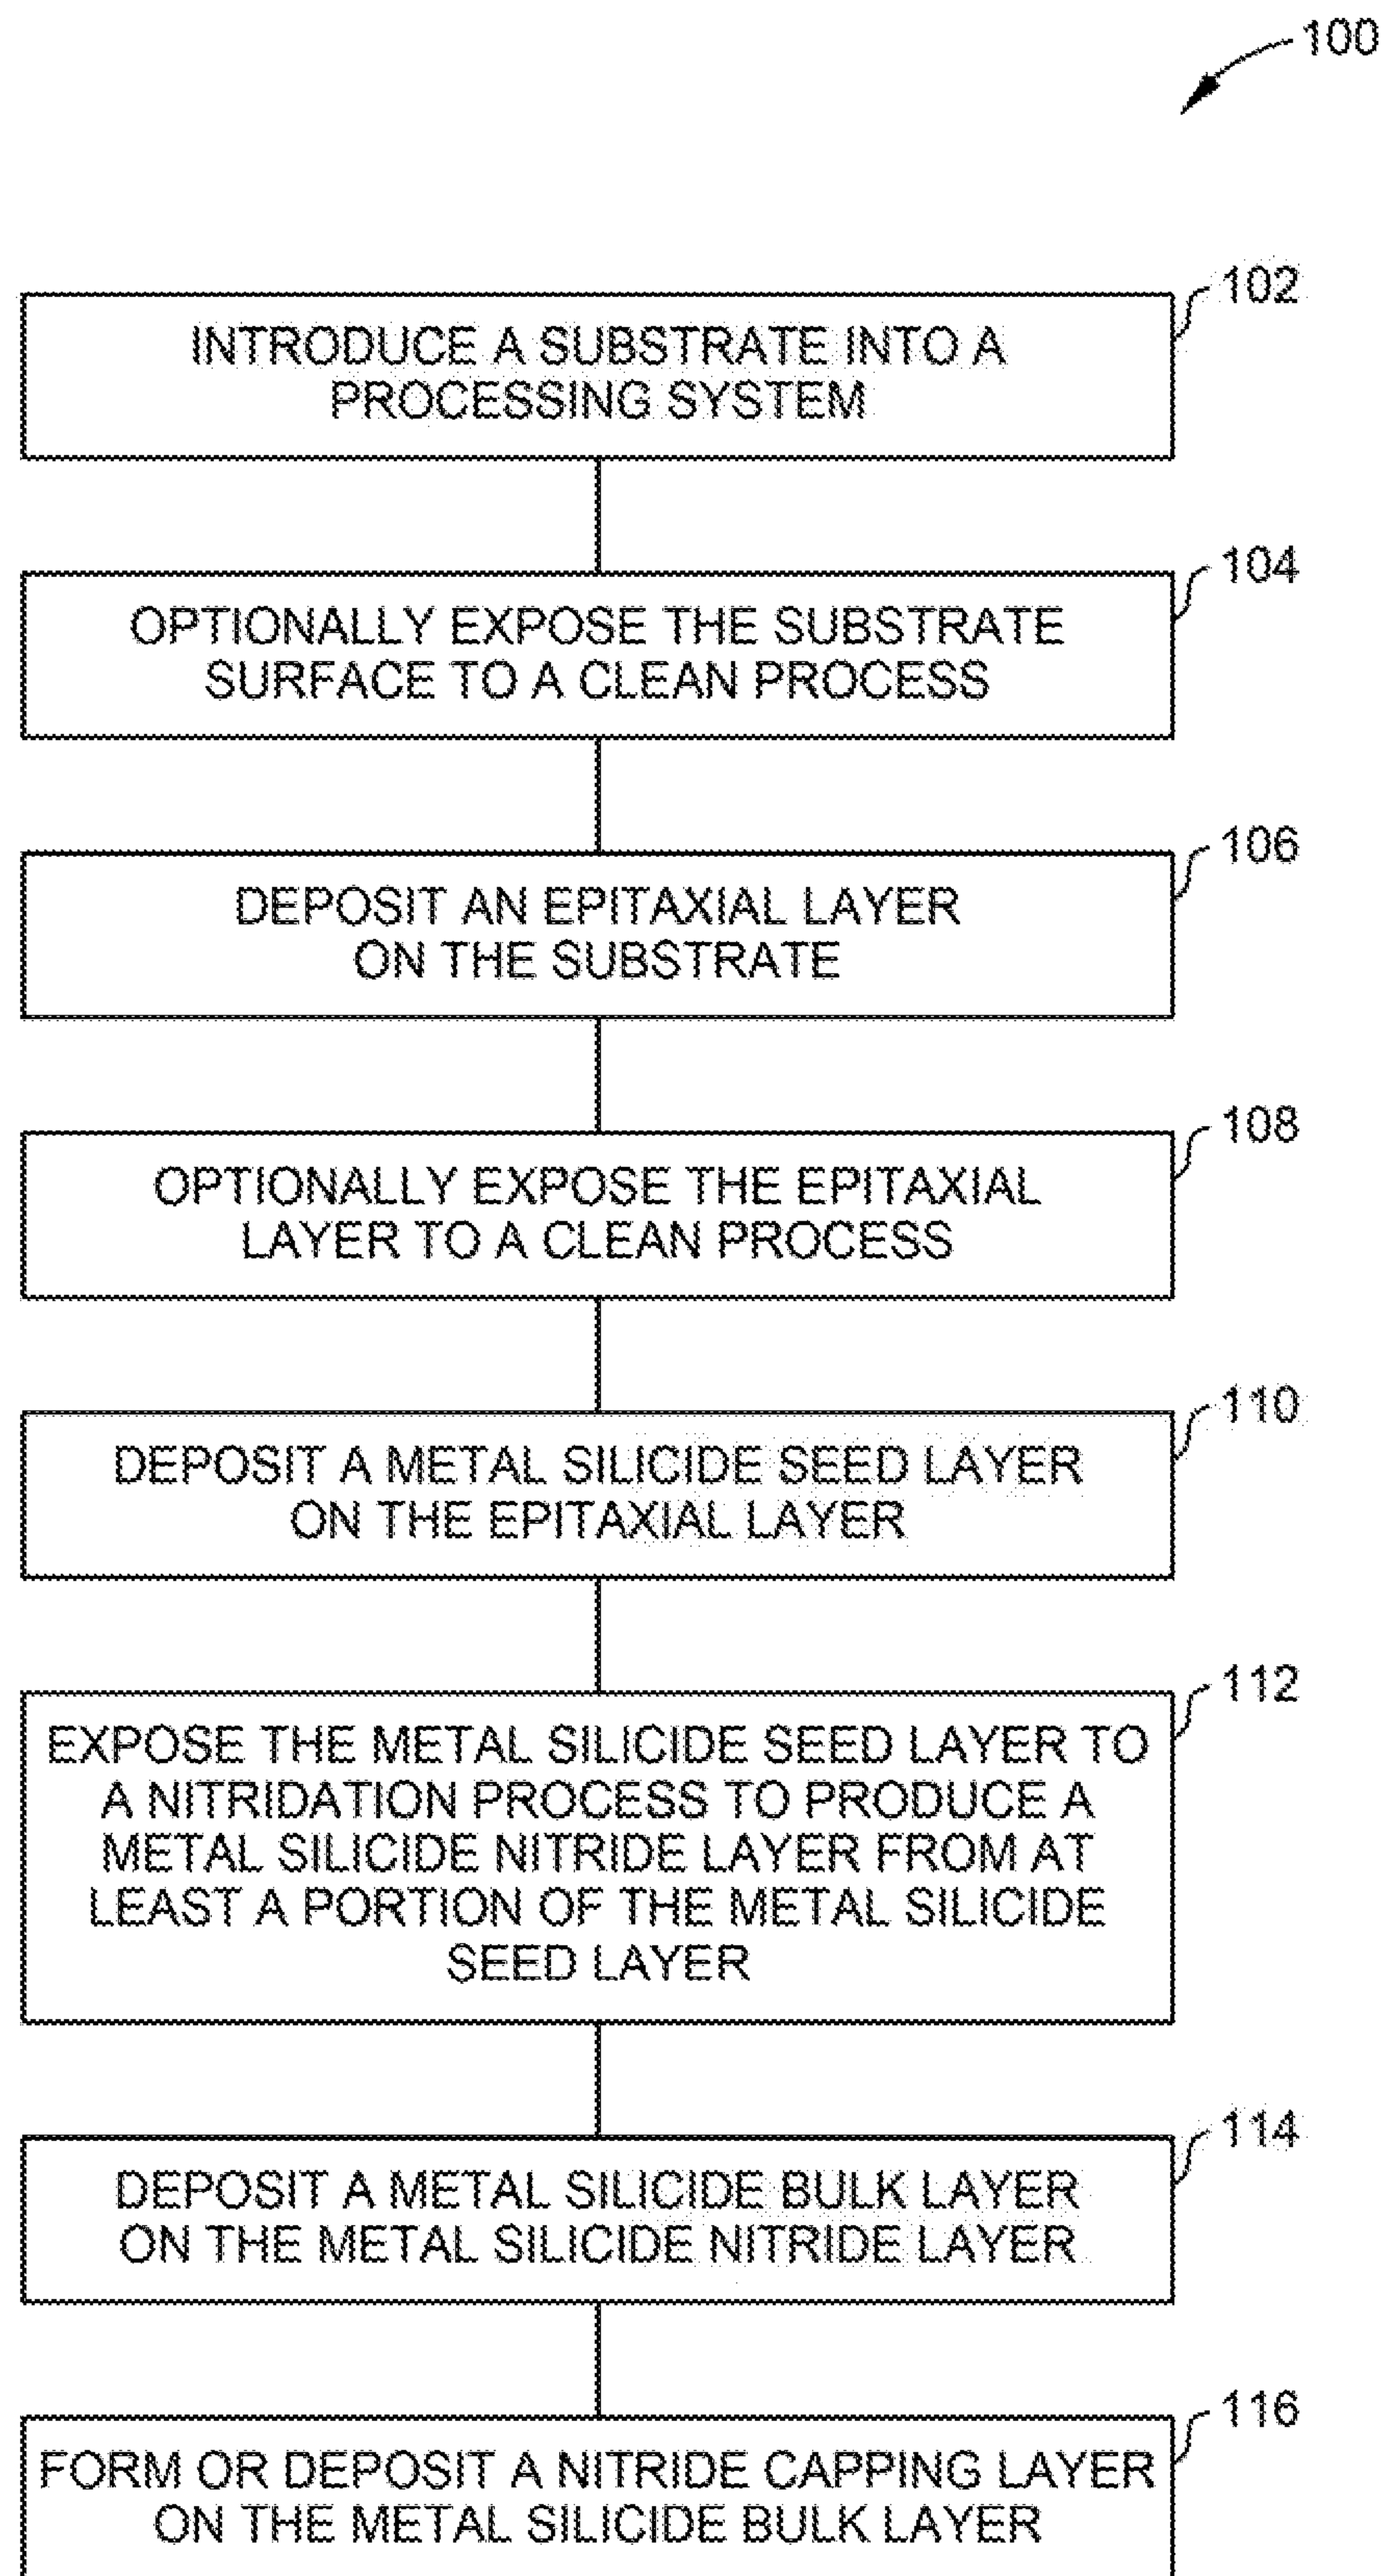 100
102
INTRODUCE A SUBSTRATE INTO A
PROCESSING SYSTEM
104
OPTIONALLY EXPOSE THE SUBSTRATE
SURFACE TO A CLEAN PROCESS
106
DEPOSIT AN EPITAXIAL LAYER
ON THE SUBSTRATE
108
OPTIONALLY EXPOSE THE EPITAXIAL
LAYER TO A CLEAN PROCESS
110
DEPOSIT A METAL SILICIDE SEED LAYER
ON THE EPITAXIAL LAYER
112
EXPOSE THE METAL SILICIDE SEED LAYER TO
A NITRIDATION PROCESS TO PRODUCE A
METAL SILICIDE NITRIDE LAYER FROM AT
LEAST A PORTION OF THE METAL SILICIDE
SEED LAYER
114
DEPOSIT A METAL SILICIDE BULK LAYER
ON THE METAL SILICIDE NITRIDE LAYER
116
FORM OR DEPOSIT A NITRIDE CAPPING LAYER
ON THE METAL SILICIDE BULK LAYER